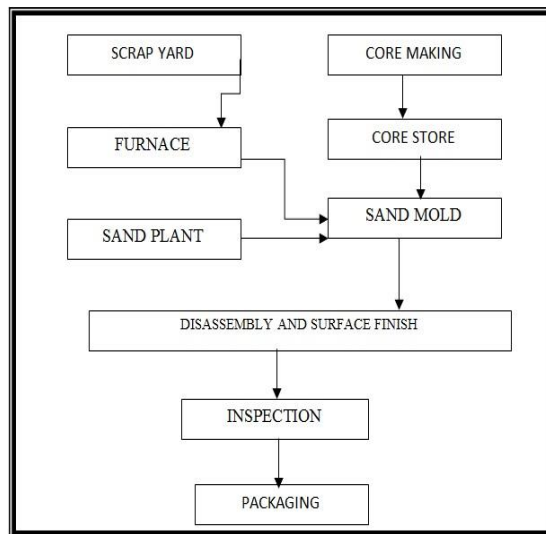 SCRAP YARD
CORE MAKING
FURNACE
CORE STORE
SAND PLANT
SAND MOLD
DISASSEMBLY AND SURFACE FINISH
INSPECTION
PACKAGING